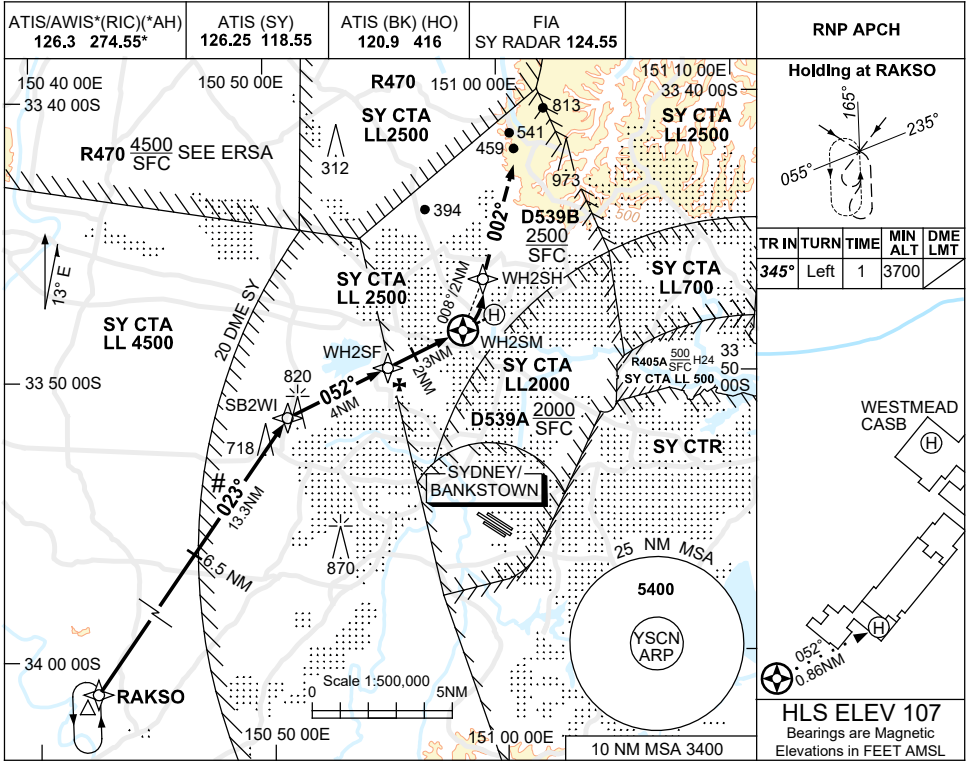 ATIS/AWIS*(RIC)(*AH)
126.3 274.55*
ATIS (SY)
126.25 118.55
ATIS (BK) (HO)
120.9 416
FIA
SY RADAR 124.55
RNP APCH
150 40 00E
33 40 00S
150 50 00E
R470
151 00 00E
151 10 00E
33 40 00S
SY CTA
LL2500
R470 4500
SFC SEE ERSA
312
813
541
459
973
500
SY CTA
LL2500
394
002°
D539B
2500
SFC
13° E
20 DME SY
SY CTA
LL 4500
SY CTA
LL 2500
008°/2NM
WH2SH
H
WH2SM
SY CTA
LL700
WH2SF
3NM
2NM
SY CTA
LL2000
R405A 500
SFC H24
SY CTA LL 500
33
50
00S
33 50 00S
820
SB2WI
052°
4NM
718
D539A 2000
SFC
SY CTR
#
023°
13.3NM
SYDNEY/
BANKSTOWN
870
6.5 NM
25 NM MSA
5400
YSCN
ARP
34 00 00S
RAKSO
Scale 1:500,000
0
5NM
150 50 00E
151 00 00E
10 NM MSA 3400
Holding at RAKSO
165°
235°
055°
TR IN TURN TIME MIN ALT DME LMT
345° Left 1 3700
WESTMEAD
CASB
H
H
052°
0.86NM
HLS ELEV 107
Bearings are Magnetic
Elevations in FEET AMSL